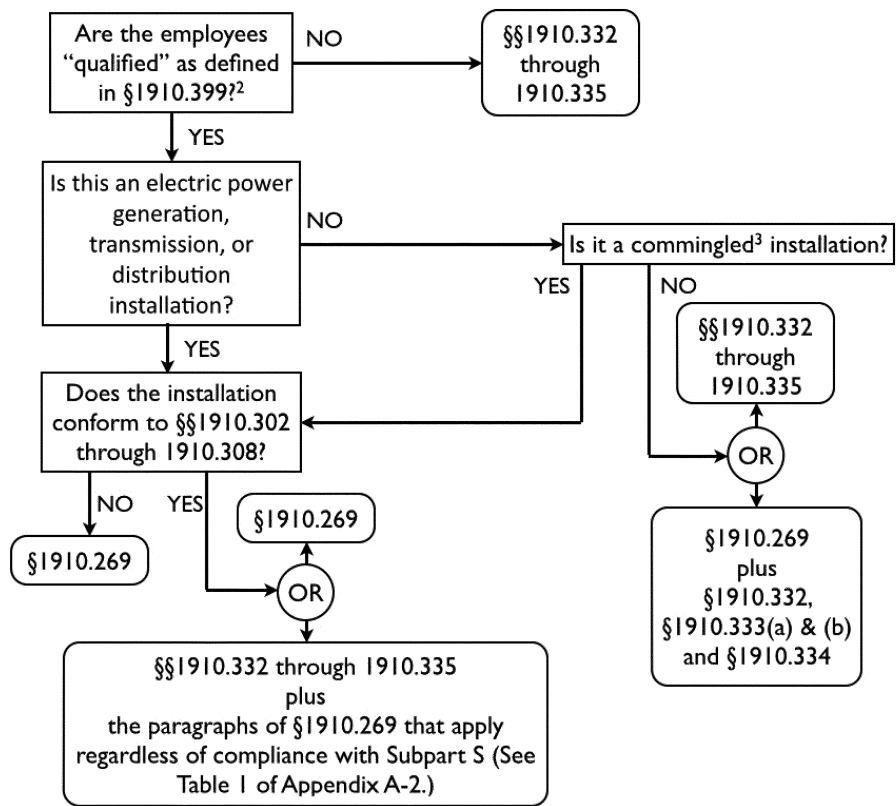 Are the employees
“qualified” as defined
in §1910.399?²
NO
§§1910.332
through
1910.335
YES
Is this an electric power
generation,
transmission, or
distribution
installation?
NO
Is it a commingled³ installation?
YES
NO
§§1910.332
through
1910.335
OR
§1910.269
plus
§1910.332,
§1910.333(a) & (b)
and §1910.334
YES
Does the installation
conform to §§1910.302
through 1910.308?
NO
§1910.269
YES
§1910.269
OR
§§1910.332 through 1910.335
plus
the paragraphs of §1910.269 that apply
regardless of compliance with Subpart S (See
Table 1 of Appendix A-2.)